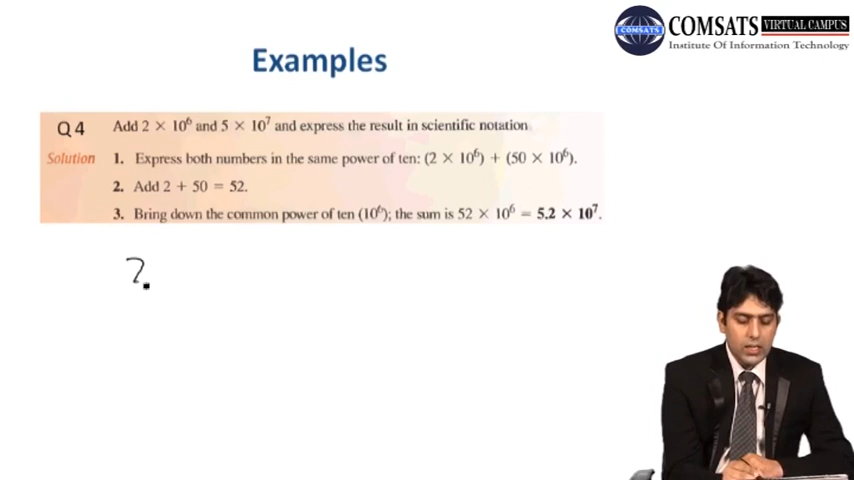 COMSATS VIRTUAL CAMPUS
COMSATS
Institute Of Information Technology
Examples
Q 4 Add 2 × 10⁶ and 5 × 10⁷ and express the result in scientific notation
Solution 1. Express both numbers in the same power of ten: (2 × 10⁶) + (50 × 10⁶).
2. Add 2 + 50 = 52.
3. Bring down the common power of ten (10⁶); the sum is 52 × 10⁶ = 5.2 × 10⁷.
2